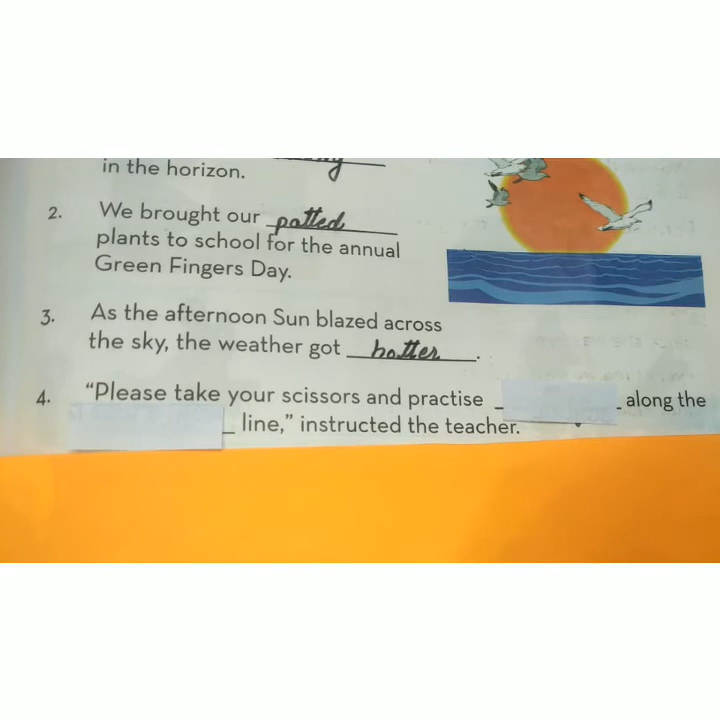 in the horizon.
2. We brought our potted
plants to school for the annual
Green Fingers Day.
3. As the afternoon Sun blazed across
the sky, the weather got hotter.
4. “Please take your scissors and practise along the
line,” instructed the teacher.